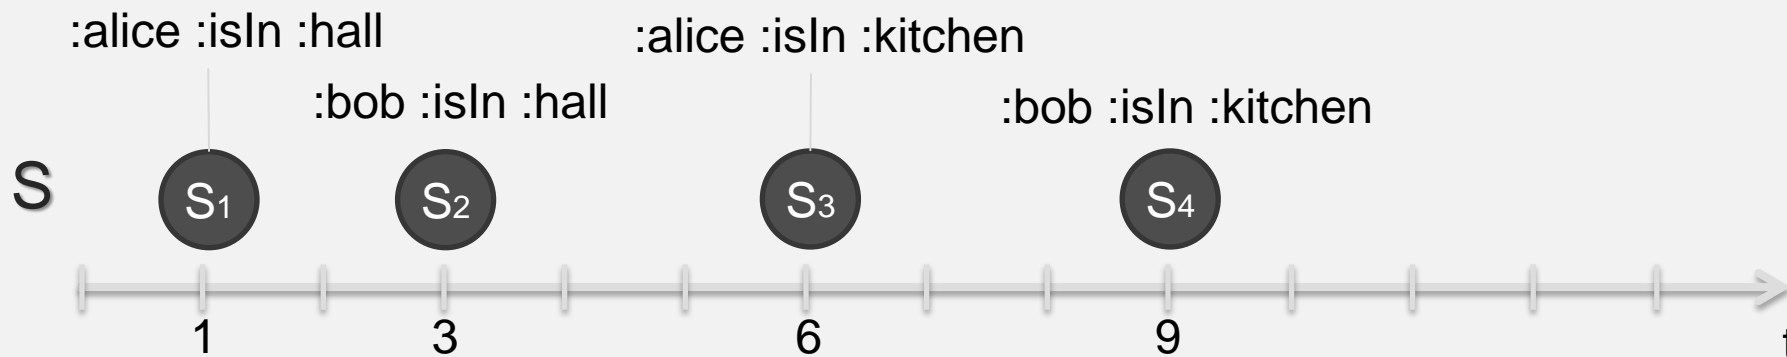 :alice :isIn :hall
:alice :isIn :kitchen
:bob :isIn :hall
:bob :isIn :kitchen
S
S1
S2
S3
S4
1
3
6
9
t